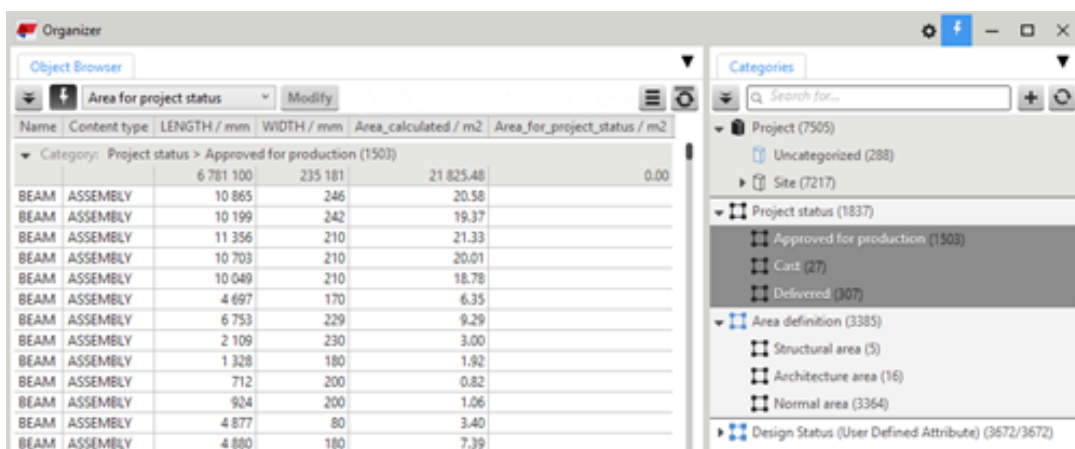 Organizer
Object Browser
Area for project status Modify
Name Content type LENGTH / mm WIDTH / mm Area_calculated / m2 Area_for_project_status / m2
Category: Project status > Approved for production (1503)
6 781 100 235 181 21 825.48 0.00
BEAM ASSEMBLY 10 865 246 20.58
BEAM ASSEMBLY 10 199 242 19.37
BEAM ASSEMBLY 11 356 210 21.33
BEAM ASSEMBLY 10 703 210 20.01
BEAM ASSEMBLY 10 049 210 18.78
BEAM ASSEMBLY 4 697 170 6.35
BEAM ASSEMBLY 6 753 229 9.29
BEAM ASSEMBLY 2 109 230 3.00
BEAM ASSEMBLY 1 328 180 1.92
BEAM ASSEMBLY 712 200 0.82
BEAM ASSEMBLY 924 200 1.06
BEAM ASSEMBLY 4 877 80 3.40
BEAM ASSEMBLY 4 880 180 7.39
Categories
Search for...
Project (7505)
Uncategorized (288)
Site (7217)
Project status (1837)
Approved for production (1503)
Cast (27)
Delivered (307)
Area definition (3385)
Structural area (5)
Architecture area (16)
Normal area (3364)
Design Status (User Defined Attribute) (3672/3672)